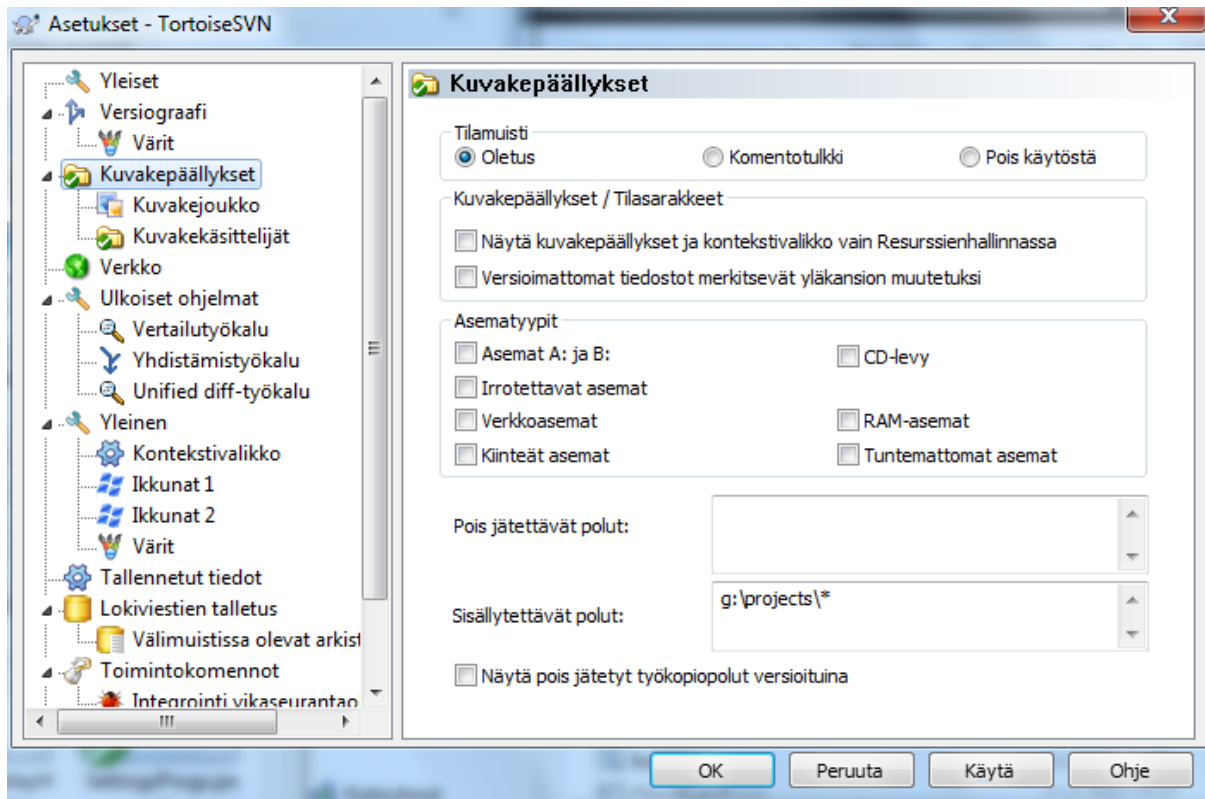 Asetukset - TortoiseSVN
Yleiset
Versiograafi
Värit
Kuvakepäällykset
Kuvakejoukko
Kuvakekäsittelijät
Verkko
Ulkoiset ohjelmat
Vertailutyökalu
Yhdistämistyökalu
Unified diff-työkalu
Yleinen
Kontekstivalikko
Ikkunat 1
Ikkunat 2
Värit
Tallennetut tiedot
Lokiviestien talletus
Välimuistissa olevat arkist
Toimintokomennot
Integrointi vikaseurantao
Kuvakepäällykset
Tilamuisti
Oletus Komentotulkki Pois käytöstä
Kuvakepäällykset / Tilasarakkeet
Näytä kuvakepäällykset ja kontekstivalikko vain Resurssienhallinnassa
Versioimattomat tiedostot merkitsevät yläkansion muutetuksi
Asematyypit
Asemat A: ja B: CD-levy
Irrotettavat asemat
Verkkoasemat RAM-asemat
Kiinteät asemat Tuntemattomat asemat
Pois jätettävät polut:
Sisällytettävät polut: g:\projects\*
Näytä pois jätetyt työkopiopolut versioituina
OK Peruuta Käytä Ohje